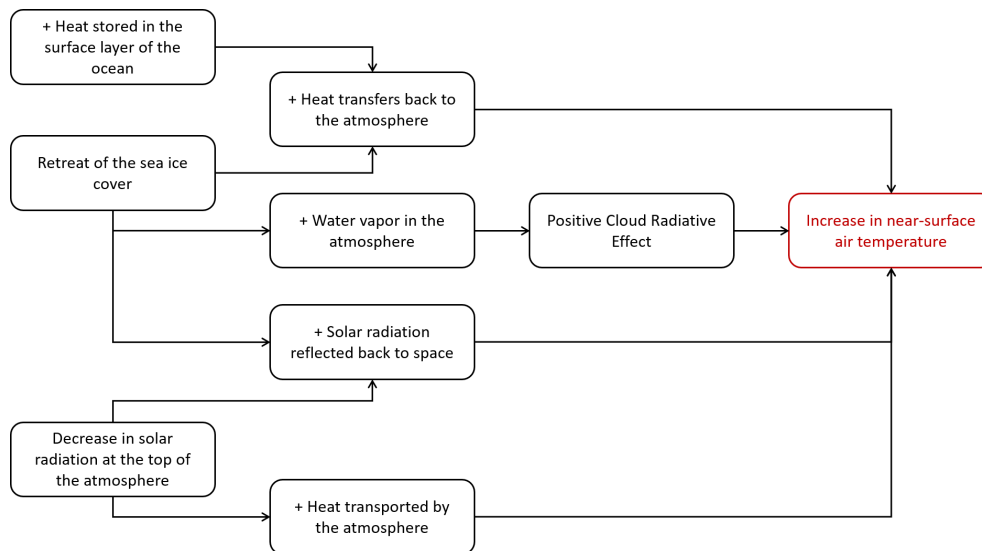 + Heat stored in the
surface layer of the
ocean
+ Heat transfers back to
the atmosphere
Retreat of the sea ice
cover
+ Water vapor in the
atmosphere
Positive Cloud Radiative
Effect
Increase in near-surface
air temperature
+ Solar radiation
reflected back to space
Decrease in solar
radiation at the top of
the atmosphere
+ Heat transported by
the atmosphere